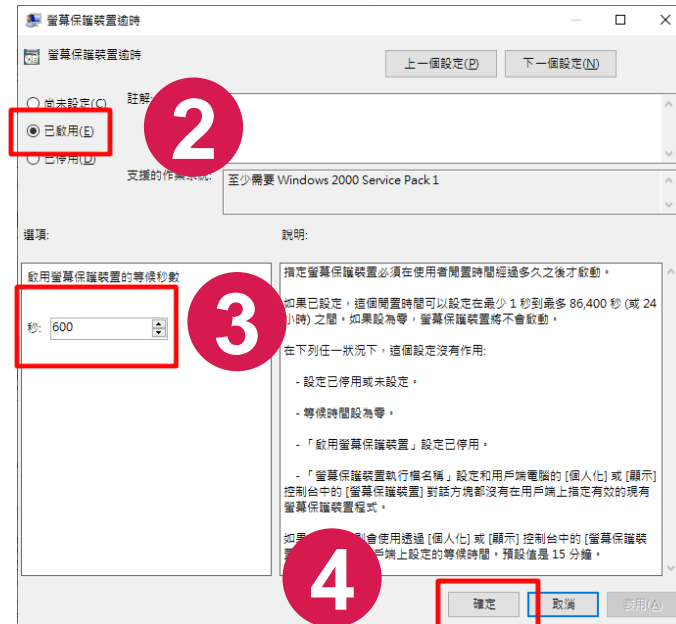 螢幕保護裝置逾時
螢幕保護裝置逾時
上一個設定(P)
下一個設定(N)
尚未設定(C)
註解:
2
已啟用(E)
已停用(D)
支援的作業系統:
至少需要 Windows 2000 Service Pack 1
選項:
說明:
啟用螢幕保護裝置的等候秒數
3
秒: 600
指定螢幕保護裝置必須在使用者閒置時間經過多久之後才啟動。
如果已設定,這個閒置時間可以設定在最少 1 秒到最多 86,400 秒 (或 24
小時) 之間。如果設為零,螢幕保護裝置將不會啟動。
在下列任一狀況下,這個設定沒有作用:
- 設定已停用或未設定。
- 等候時間設為零。
- 「啟用螢幕保護裝置」設定已停用。
- 「螢幕保護裝置執行檔名稱」設定和用戶端電腦的 [個人化] 或 [顯示]
控制台中的 [螢幕保護裝置] 對話方塊都沒有在用戶端上指定有效的現有
螢幕保護裝置程式。
如果 會使用透過 [個人化] 或 [顯示] 控制台中的 [螢幕保護裝
戶端上設定的等候時間。預設值是 15 分鐘。
4
確定
取消
套用(A)